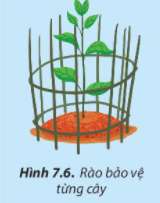 Hình 7.6. Rào bảo vệ
từng cây